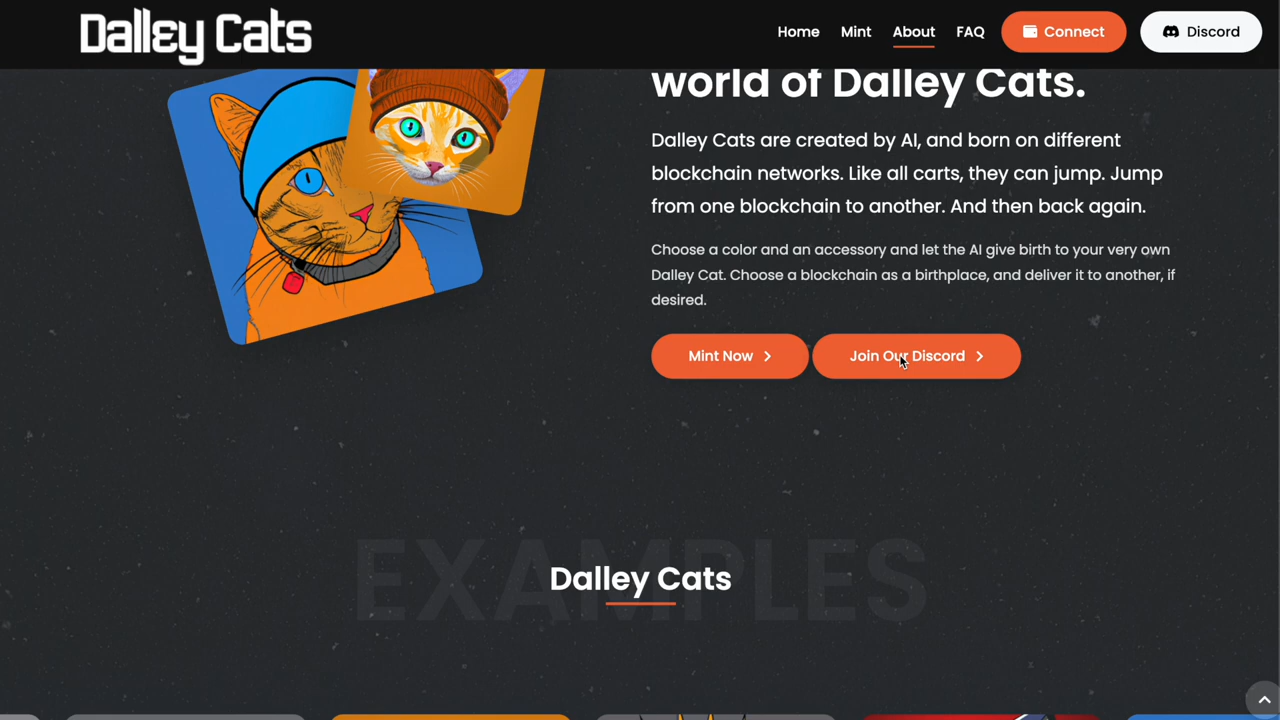 Dalley Cats
Home Mint About FAQ Connect Discord
world of Dalley Cats.
Dalley Cats are created by AI, and born on different
blockchain networks. Like all carts, they can jump. Jump
from one blockchain to another. And then back again.
Choose a color and an accessory and let the AI give birth to your very own
Dalley Cat. Choose a blockchain as a birthplace, and deliver it to another, if
desired.
Mint Now Join Our Discord
EXAMPLES
Dalley Cats